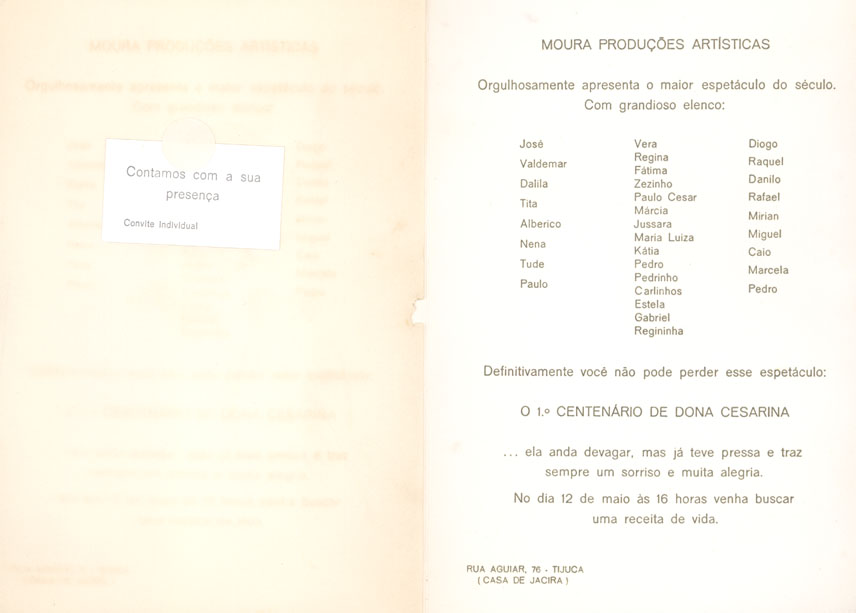 Contamos com a sua
presença
Convite Individual
MOURA PRODUÇÕES ARTÍSTICAS
Orgulhosamente apresenta o maior espetáculo do século.
Com grandioso elenco:
José
Valdemar
Dalila
Tita
Alberico
Nena
Tude
Paulo
Vera
Regina
Fátima
Zezinho
Paulo Cesar
Márcia
Jussara
Maria Luiza
Kátia
Pedro
Pedrinho
Carlinhos
Estela
Gabriel
Regininha
Diogo
Raquel
Danilo
Rafael
Mirian
Miguel
Caio
Marcela
Pedro
Definitivamente você não pode perder esse espetáculo:
O 1.º CENTENÁRIO DE DONA CESARINA
... ela anda devagar, mas já teve pressa e traz
sempre um sorriso e muita alegria.
No dia 12 de maio às 16 horas venha buscar
uma receita de vida.
RUA AGUIAR, 76 - TIJUCA
( CASA DE JACIRA )